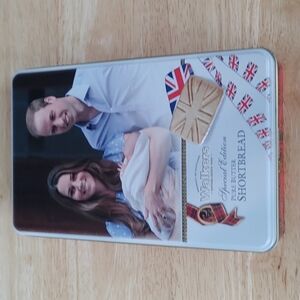 Walkers
Special Edition
PURE BUTTER
SHORTBREAD